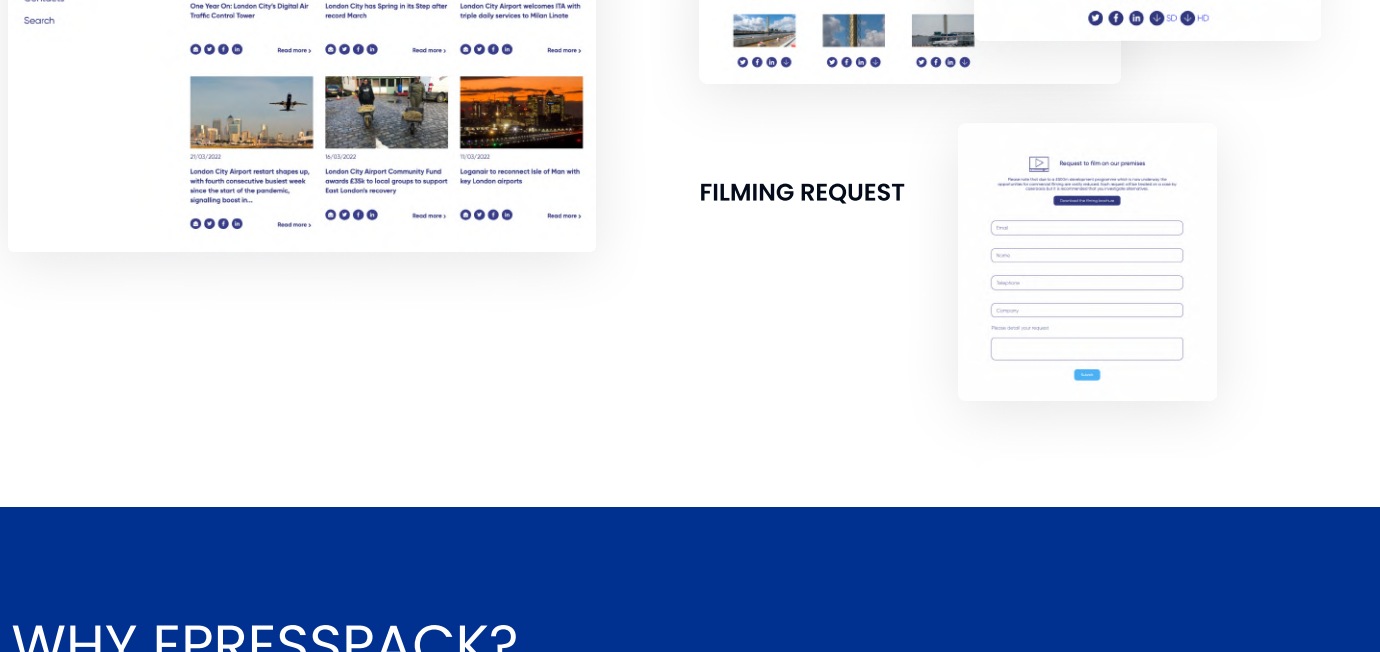 Search
One Year On: London City's Digital Air
Traffic Control Tower
Read more ›
London City has Spring in its Step after
record March
Read more ›
London City Airport welcomes ITA with
triple daily services to Milan Linate
Read more ›
21/03/2022
London City Airport restart shapes up,
with fourth consecutive busiest week
since the start of the pandemic,
signalling boost in...
Read more ›
16/03/2022
London City Airport Community Fund
awards £35k to local groups to support
East London's recovery
Read more ›
11/03/2022
Loganair to reconnect Isle of Man with
key London airports
Read more ›
SD
HD
FILMING REQUEST
Request to film on our premises
Download the filming brochure
Email
Name
Telephone
Company
Please detail your request
Submit
WHY EPRESSPACK?